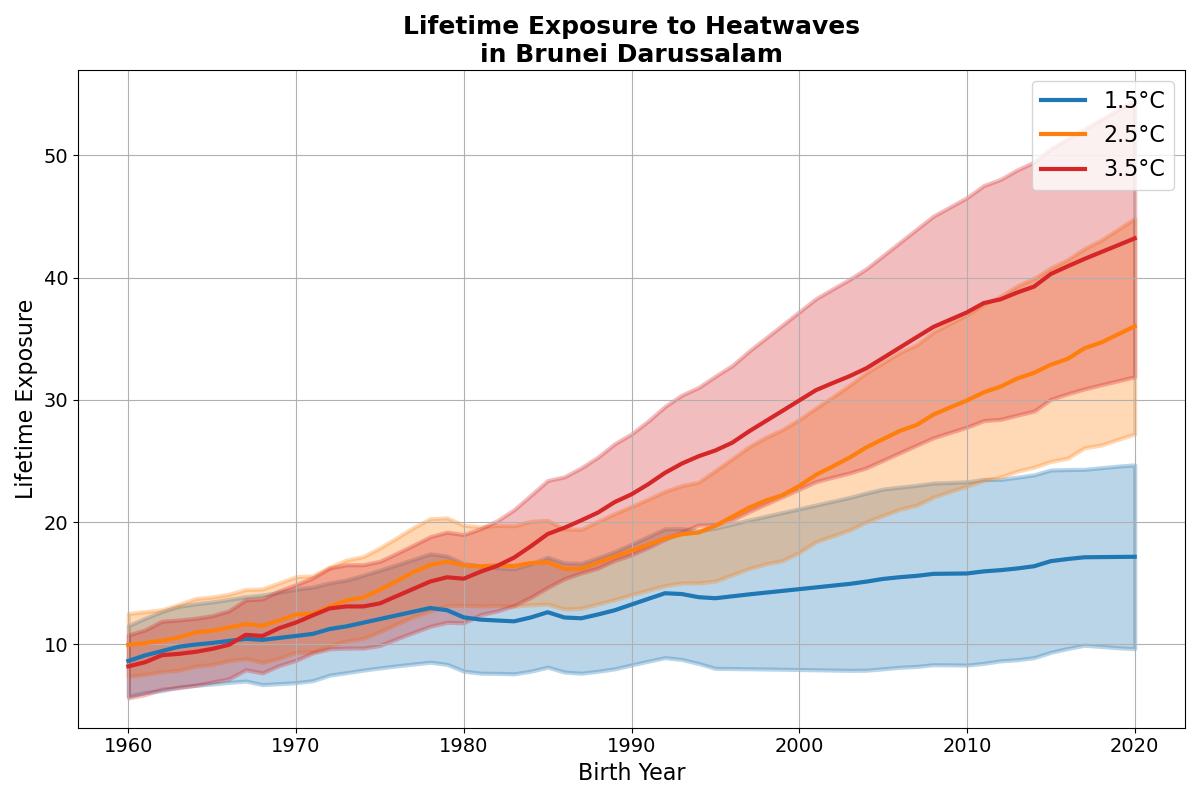 Lifetime Exposure to Heatwaves
in Brunei Darussalam
Lifetime Exposure
50
40
30
20
10
1.5°C
2.5°C
3.5°C
1960 1970 1980 1990 2000 2010 2020
Birth Year